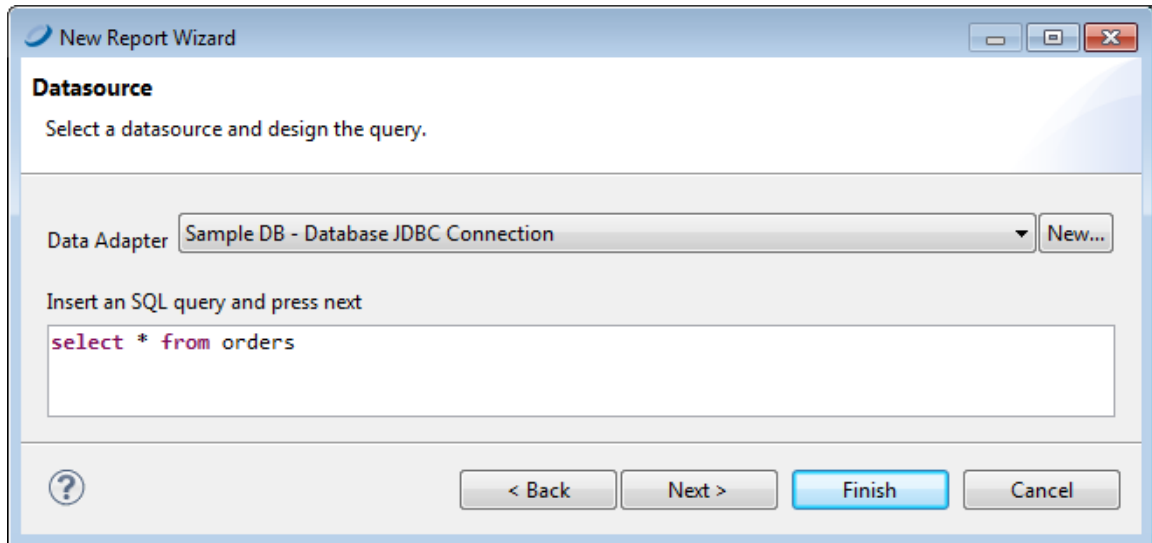 New Report Wizard
Datasource
Select a datasource and design the query.
Data Adapter Sample DB - Database JDBC Connection New...
Insert an SQL query and press next
select * from orders
? < Back Next > Finish Cancel